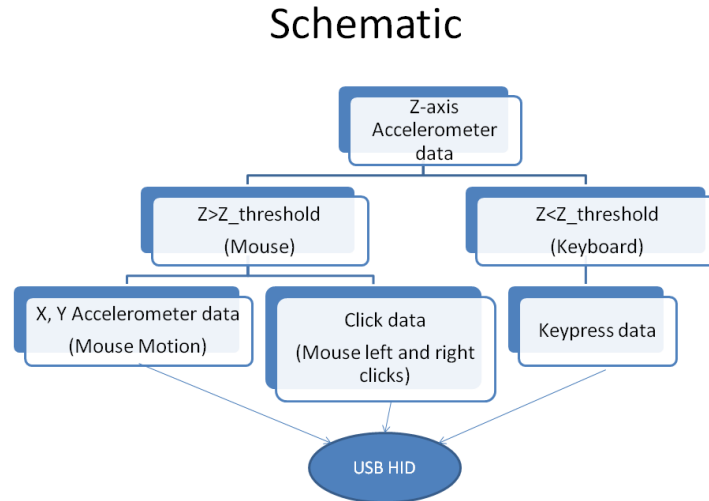 Schematic
Z-axis
Accelerometer
data
Z>Z_threshold
(Mouse)
Z<Z_threshold
(Keyboard)
X, Y Accelerometer data
(Mouse Motion)
Click data
(Mouse left and right
clicks)
Keypress data
USB HID